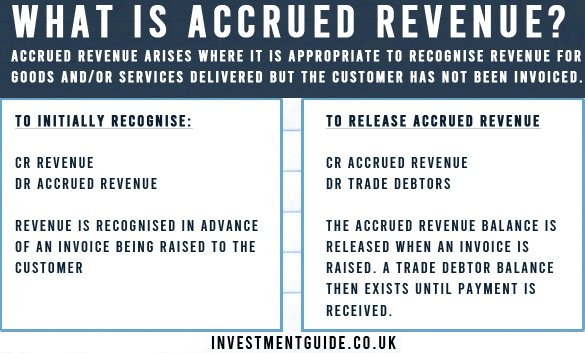 WHAT IS ACCRUED REVENUE?
ACCRUED REVENUE ARISES WHERE IT IS APPROPRIATE TO RECOGNISE REVENUE FOR
GOODS AND/OR SERVICES DELIVERED BUT THE CUSTOMER HAS NOT BEEN INVOICED.
TO INITIALLY RECOGNISE:
CR REVENUE
DR ACCRUED REVENUE
REVENUE IS RECOGNISED IN ADVANCE
OF AN INVOICE BEING RAISED TO THE
CUSTOMER
TO RELEASE ACCRUED REVENUE
CR ACCRUED REVENUE
DR TRADE DEBTORS
THE ACCRUED REVENUE BALANCE IS
RELEASED WHEN AN INVOICE IS
RAISED. A TRADE DEBTOR BALANCE
THEN EXISTS UNTIL PAYMENT IS
RECEIVED.
INVESTMENTGUIDE.CO.UK